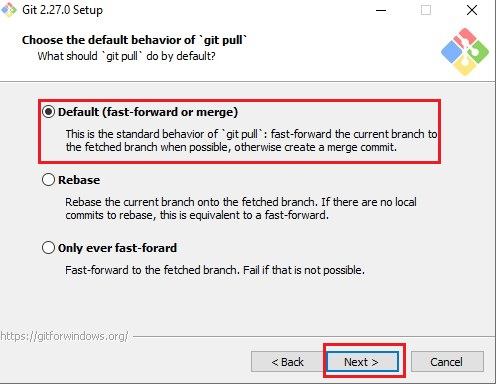 Git 2.27.0 Setup
Choose the default behavior of `git pull`
What should `git pull` do by default?
Default (fast-forward or merge)
This is the standard behavior of `git pull`: fast-forward the current branch to
the fetched branch when possible, otherwise create a merge commit.
Rebase
Rebase the current branch onto the fetched branch. If there are no local
commits to rebase, this is equivalent to a fast-forward.
Only ever fast-forard
Fast-forward to the fetched branch. Fail if that is not possible.
https://gitforwindows.org/
< Back
Next >
Cancel